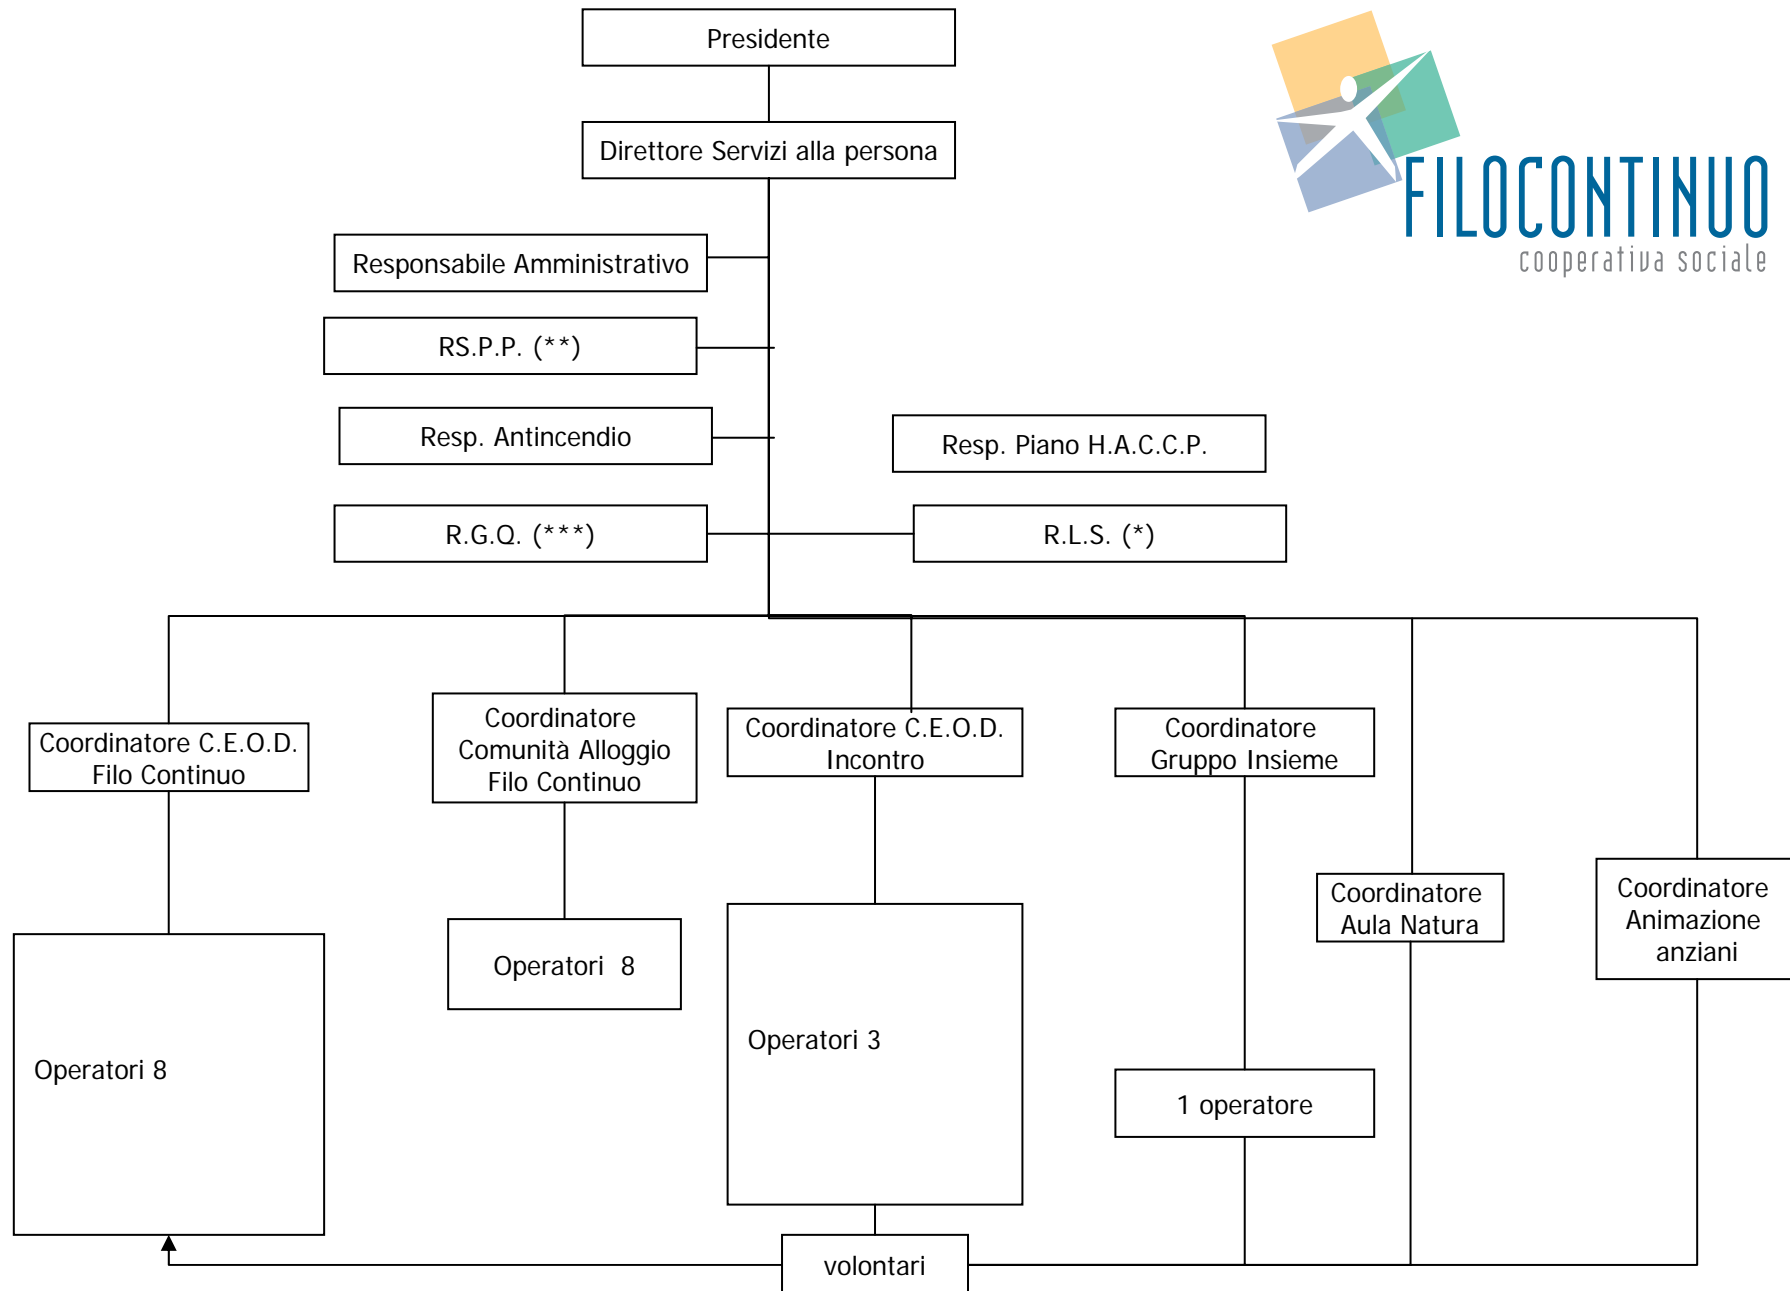 Presidente
Direttore Servizi alla persona
FILOCONTINUO
cooperativa sociale
Responsabile Amministrativo
RS.P.P. (**)
Resp. Antincendio
Resp. Piano H.A.C.C.P.
R.G.Q. (***)
R.L.S. (*)
Coordinatore C.E.O.D.
Filo Continuo
Coordinatore
Comunità Alloggio
Filo Continuo
Coordinatore C.E.O.D.
Incontro
Coordinatore
Gruppo Insieme
Coordinatore
Aula Natura
Coordinatore
Animazione
anziani
Operatori 8
Operatori 8
Operatori 3
1 operatore
volontari